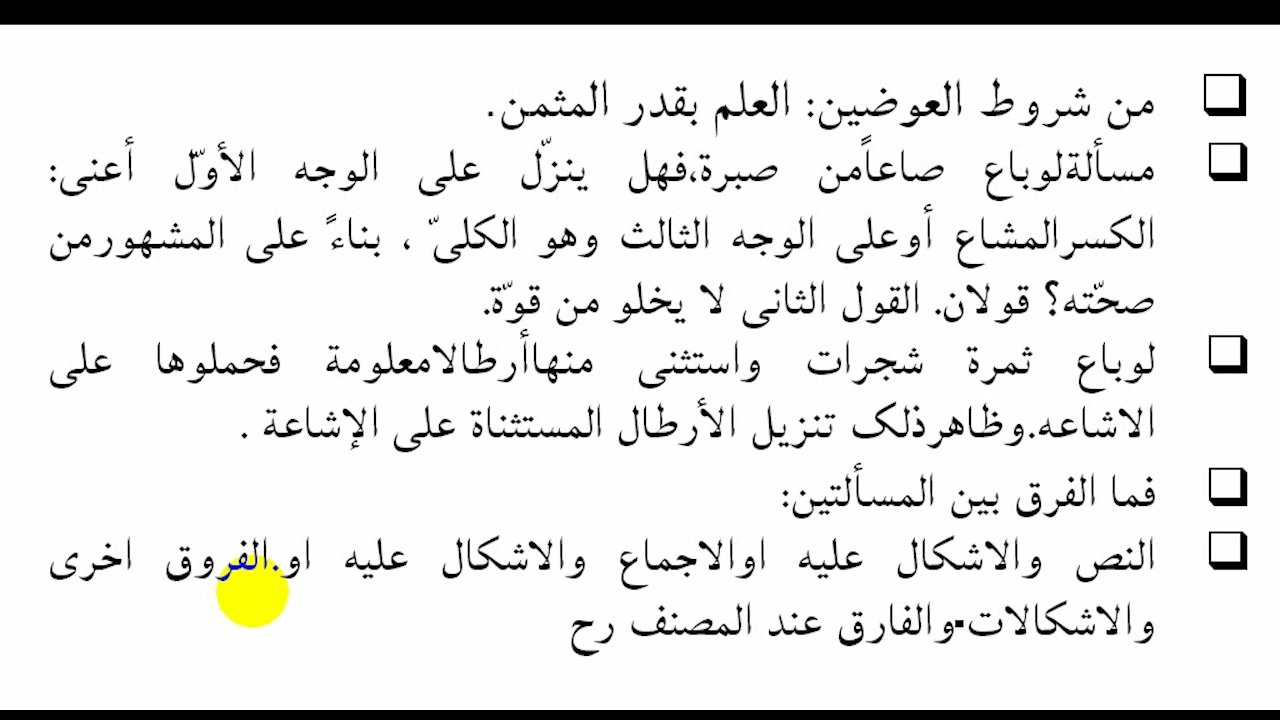 من شروط العوضين: العلم بقدر المثمن.
مسألةلوباع صاعاًمن صبرة،فهل ينزّل على الوجه الأوّل أعنى:
الكسرالمشاع أوعلى الوجه الثالث وهو الكلىّ ، بناءً على المشهورمن
صحّته؟ قولان. القول الثانى لا يخلو من قوّة.
لوباع ثمرة شجرات واستثنى منهاأرطالامعلومة فحملوها على
الاشاعه.وظاهرذلک تنزيل الأرطال المستثناة على الإشاعة .
فما الفرق بين المسألتين:
النص والاشكال عليه اوالاجماع والاشكال عليه او.الفروق اخرى
والاشكالات.والفارق عند المصنف رح